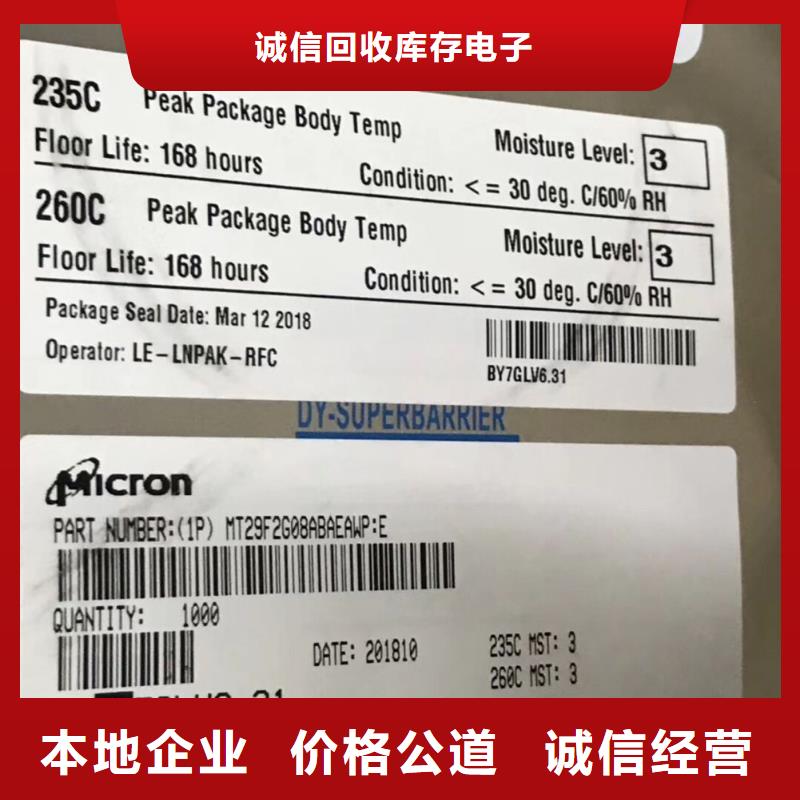 诚信回收库存电子
235C Peak Package Body Temp
Moisture Level: 3
Floor Life: 168 hours
Condition: <= 30 deg. C/60% RH
260C Peak Package Body Temp
Moisture Level: 3
Floor Life: 168 hours
Condition: <= 30 deg. C/60% RH
Package Seal Date: Mar 12 2018
Operator: LE-LNPAK-RFC
BY7GLV6.31
DY-SUPERBARRIER
Micron
PART NUMBER:(1P) MT29F2G08ABAEAWP:E
QUANTITY: 1000
DATE: 201810
235C MST: 3
260C MST: 3
本地企业 价格公道 诚信经营